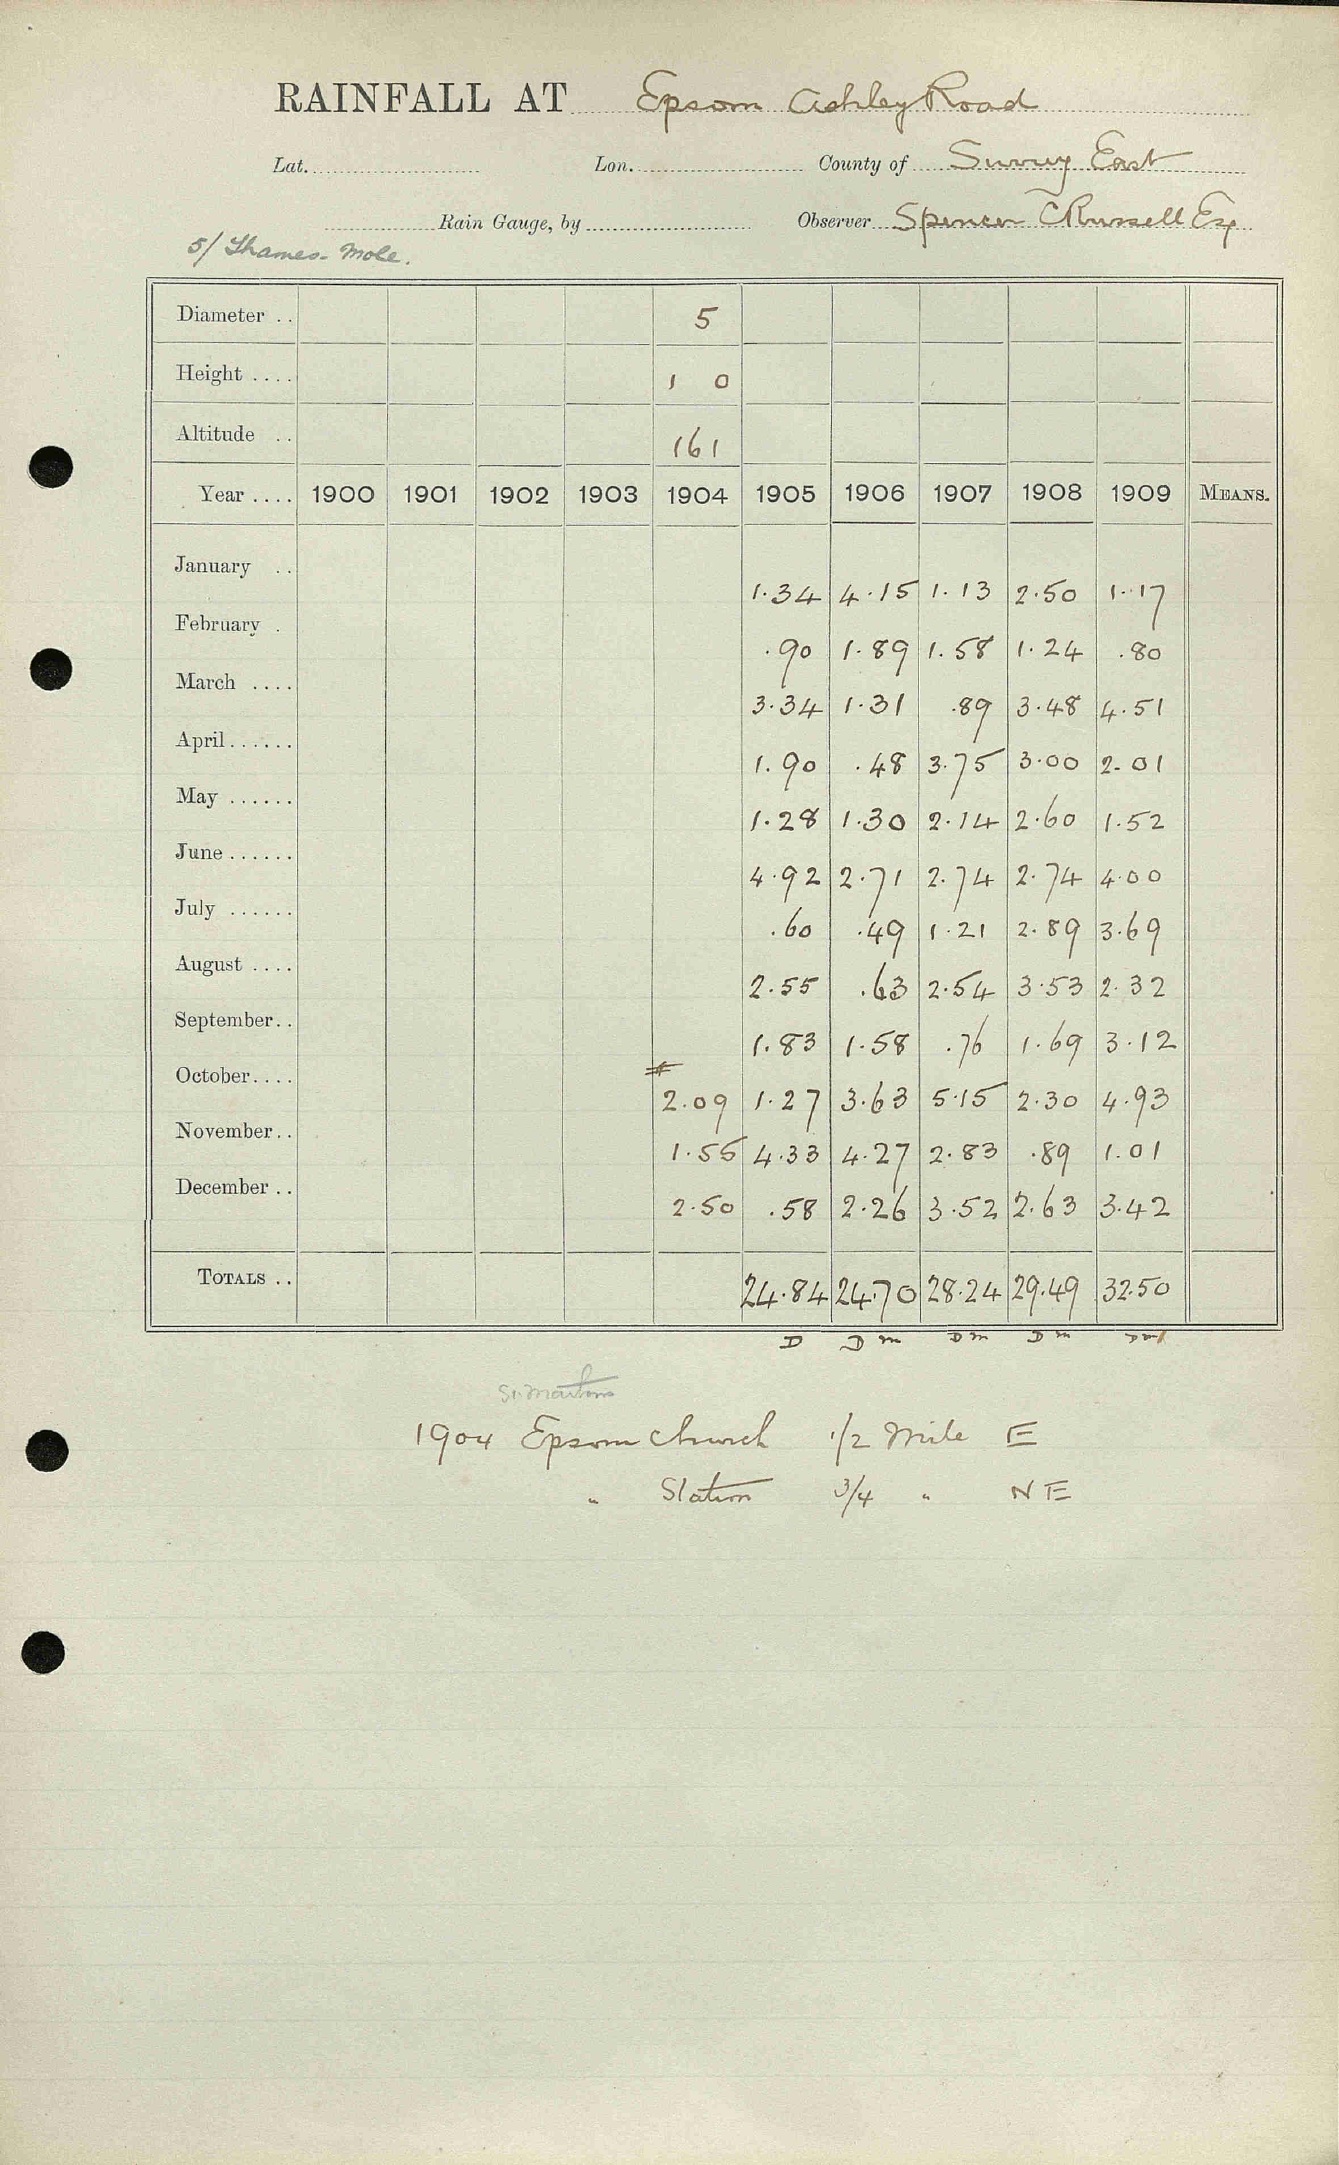 RAINFALL AT Epsom Ashley Road
Lat. Lon. County of Surrey East
Rain Gauge, by Observer Spencer C Russell Esq
5/ Thames-Mole.
Diameter .. 5
Height .... 1 0
Altitude .. 161
Year .... 1900 1901 1902 1903 1904 1905 1906 1907 1908 1909 MEANS.
January .. 1.34 4.15 1.13 2.50 1.17
February . .90 1.89 1.58 1.24 .80
March .... 3.34 1.31 .89 3.48 4.51
April...... 1.90 .48 3.75 3.00 2.01
May ...... 1.28 1.30 2.14 2.60 1.52
June...... 4.92 2.71 2.74 2.74 4.00
July ...... .60 .49 1.21 2.89 3.69
August .... 2.55 .63 2.54 3.53 2.32
September.. 1.83 1.58 .76 1.69 3.12
October.... 2.09 1.27 3.63 5.15 2.30 4.93
November.. 1.55 4.33 4.27 2.83 .89 1.01
December .. 2.50 .58 2.26 3.52 2.63 3.42
TOTALS .. 24.84 24.70 28.24 29.49 32.50
D D m D m D m
St. Martins
1904 Epsom Church 1/2 Mile E
" Station 3/4 " NE